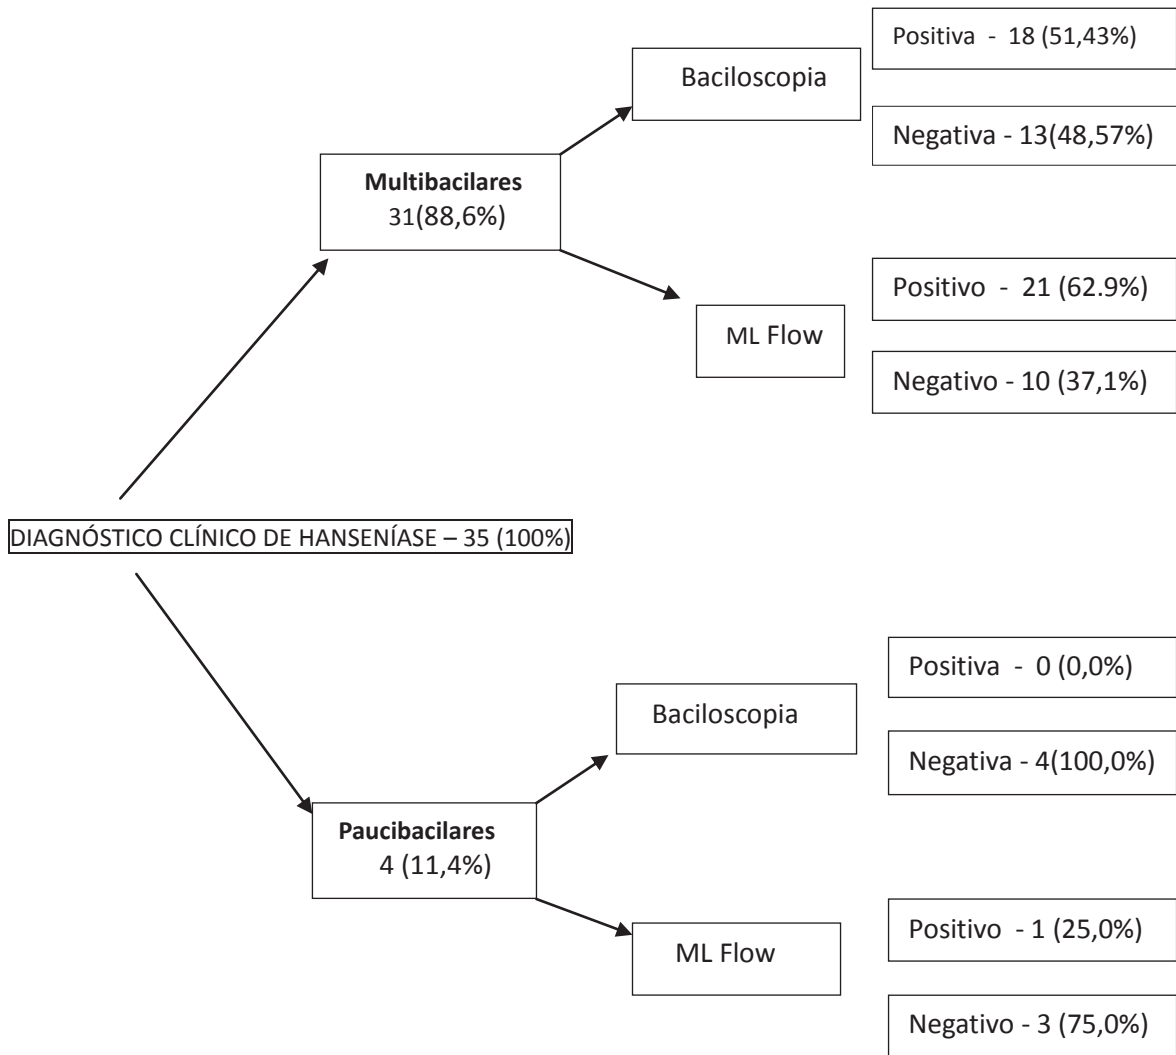 Positiva - 18 (51,43%)
Baciloscopia
Negativa - 13(48,57%)
Multibacilares
31(88,6%)
Positivo - 21 (62.9%)
ML Flow
Negativo - 10 (37,1%)
DIAGNÓSTICO CLÍNICO DE HANSENÍASE – 35 (100%)
Positiva - 0 (0,0%)
Baciloscopia
Negativa - 4(100,0%)
Paucibacilares
4 (11,4%)
Positivo - 1 (25,0%)
ML Flow
Negativo - 3 (75,0%)